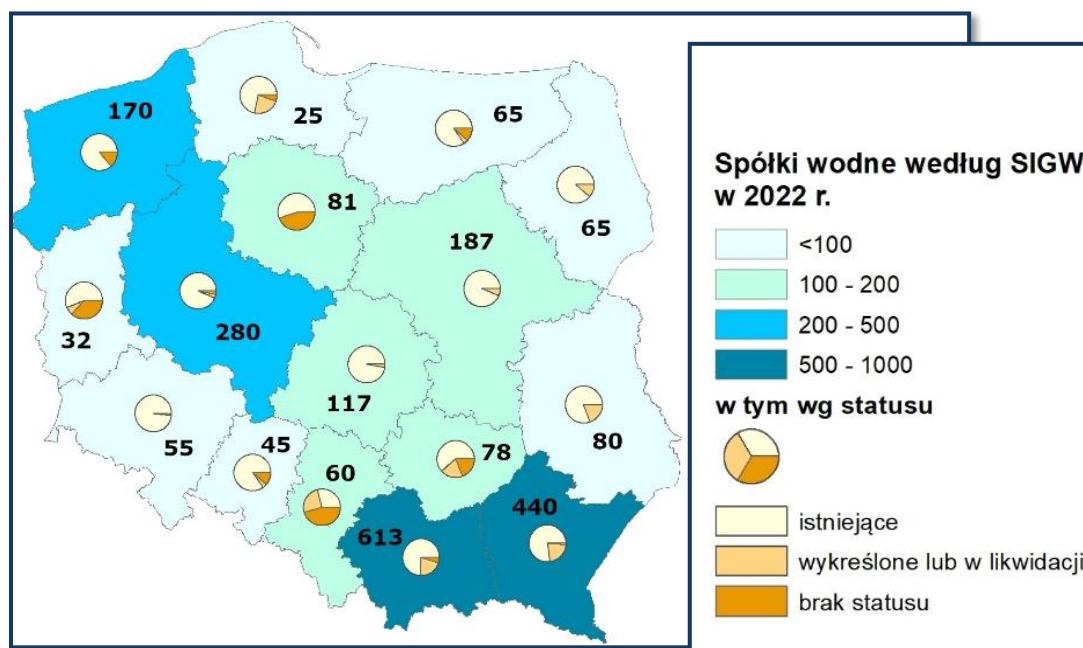 170
25
65
65
81
187
32
280
117
55
45
60
78
80
613
440
Spółki wodne według SIGW
w 2022 r.
<100
100 - 200
200 - 500
500 - 1000
w tym wg statusu
istniejące
wykreślone lub w likwidacji
brak statusu